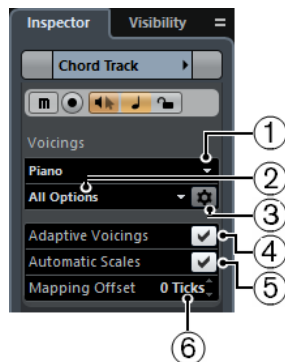 Inspector Visibility
Chord Track
m
Voicings
Piano 1
All Options 2
3
Adaptive Voicings 4
Automatic Scales 5
Mapping Offset 0 Ticks
6